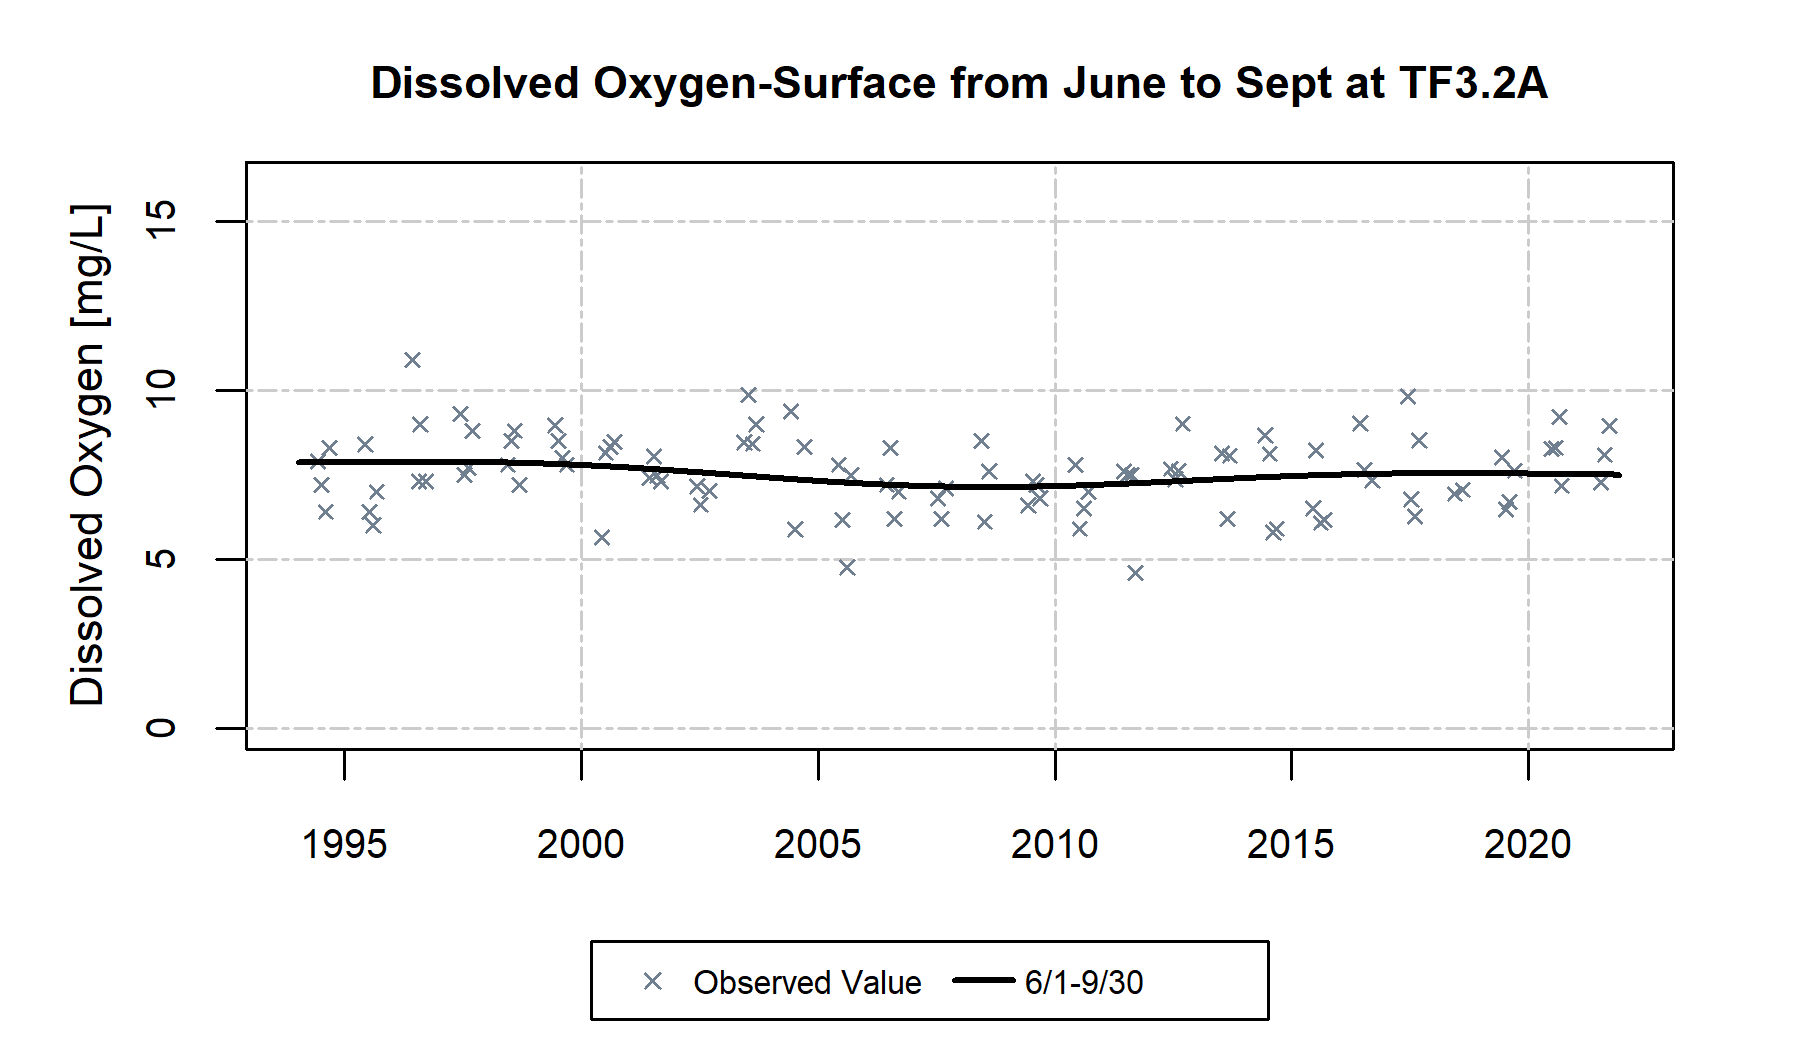 Dissolved Oxygen-Surface from June to Sept at TF3.2A
Dissolved Oxygen [mg/L]
15
10
5
0
1995 2000 2005 2010 2015 2020
Observed Value 6/1-9/30